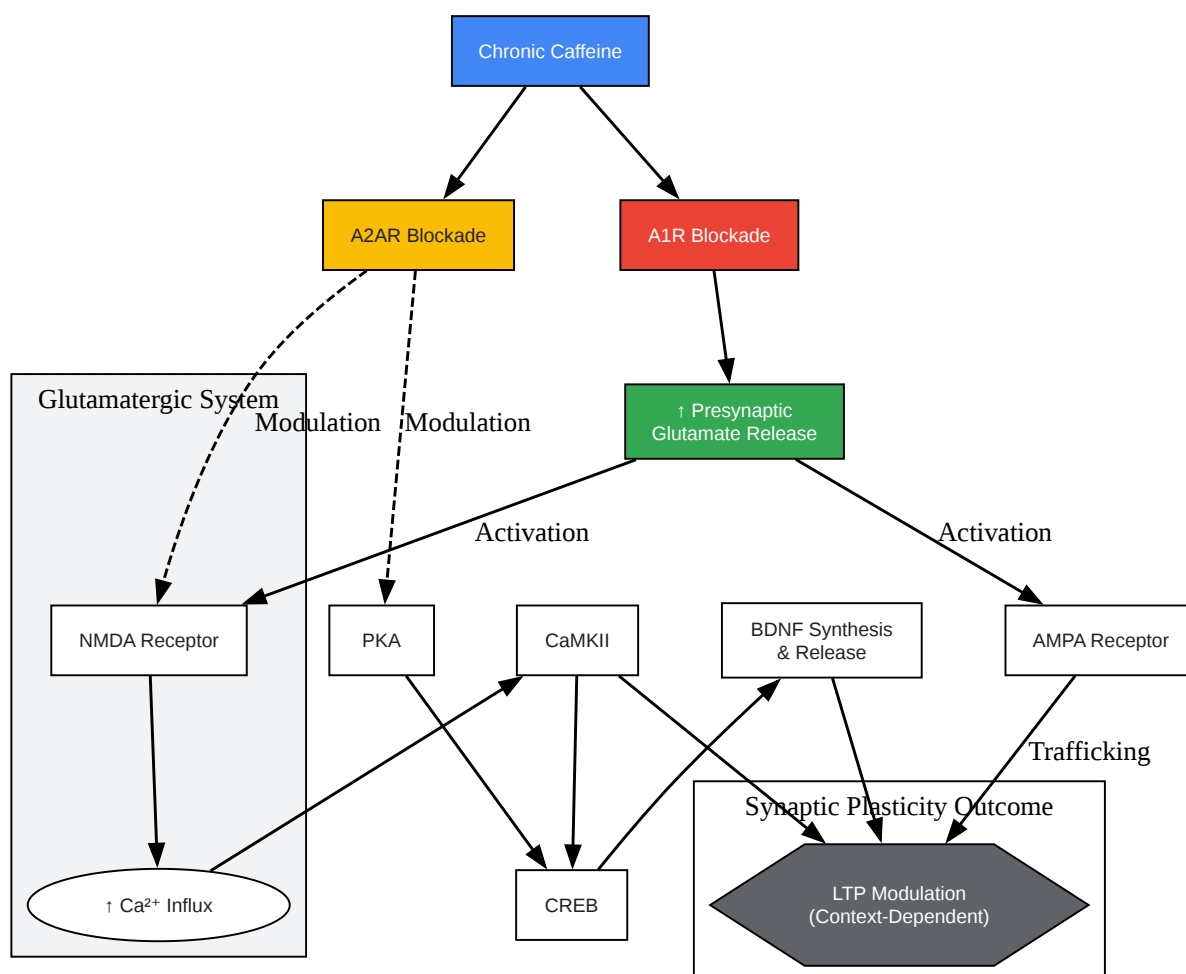 Chronic Caffeine
A2AR Blockade
A1R Blockade
Glutamatergic System
Modulation
Modulation
↑ Presynaptic
Glutamate Release
Activation
Activation
NMDA Receptor
PKA
CaMKII
BDNF Synthesis
& Release
AMPA Receptor
Trafficking
Synaptic Plasticity Outcome
↑ Ca²⁺ Influx
CREB
LTP Modulation
(Context-Dependent)